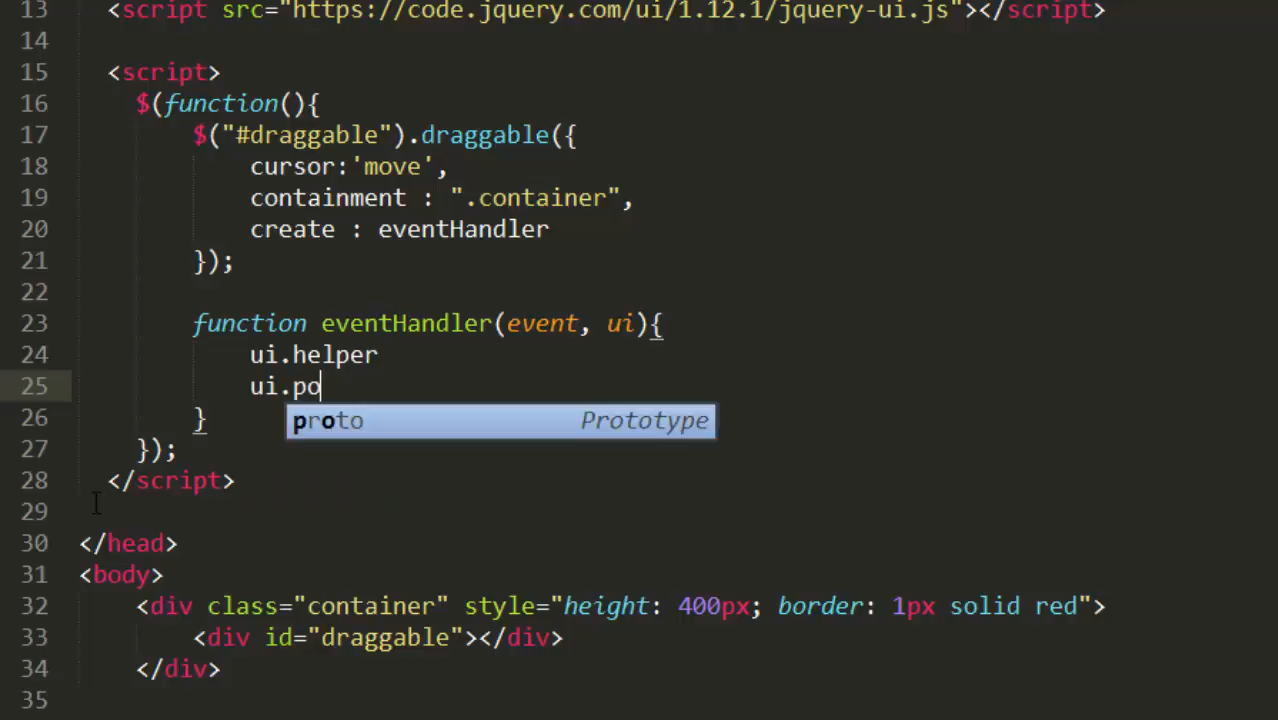 13 <script src="https://code.jquery.com/ui/1.12.1/jquery-ui.js"></script>
14
15 <script>
16 $(function(){
17 $("#draggable").draggable({
18 cursor:'move',
19 containment : ".container",
20 create : eventHandler
21 });
22
23 function eventHandler(event, ui){
24 ui.helper
25 ui.po
26 }
proto Prototype
27 });
28 </script>
29
30 </head>
31 <body>
32 <div class="container" style="height: 400px; border: 1px solid red">
33 <div id="draggable"></div>
34 </div>
35